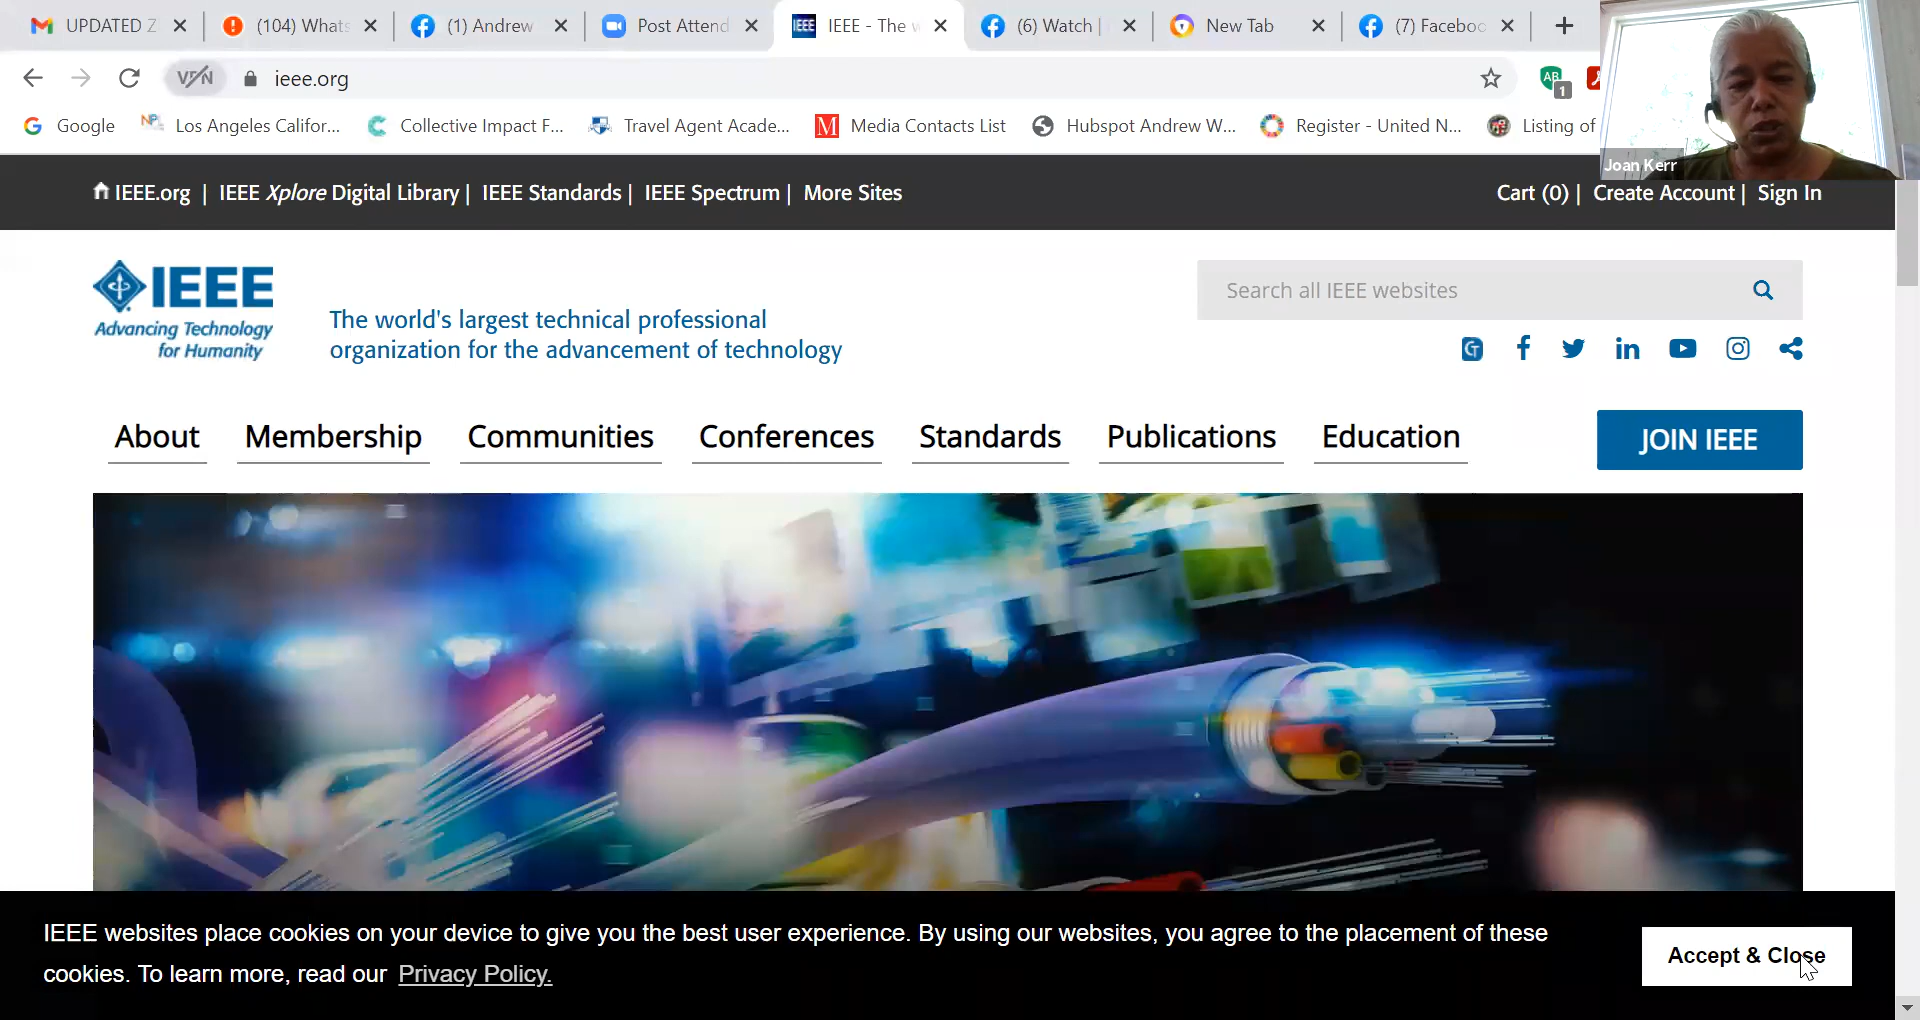 UPDATED Z
(104) Whats
(1) Andrew
Post Attend
IEEE - The w
(6) Watch |
New Tab
(7) Faceboo
VPN
ieee.org
AB
1
Google
Los Angeles Califor...
Collective Impact F...
Travel Agent Acade...
Media Contacts List
Hubspot Andrew W...
Register - United N...
Listing of
Joan Kerr
IEEE.org | IEEE Xplore Digital Library | IEEE Standards | IEEE Spectrum | More Sites
Cart (0) | Create Account | Sign In
IEEE
Advancing Technology
for Humanity
The world's largest technical professional
organization for the advancement of technology
Search all IEEE websites
About Membership Communities Conferences Standards Publications Education
JOIN IEEE
IEEE websites place cookies on your device to give you the best user experience. By using our websites, you agree to the placement of these
cookies. To learn more, read our Privacy Policy.
Accept & Close